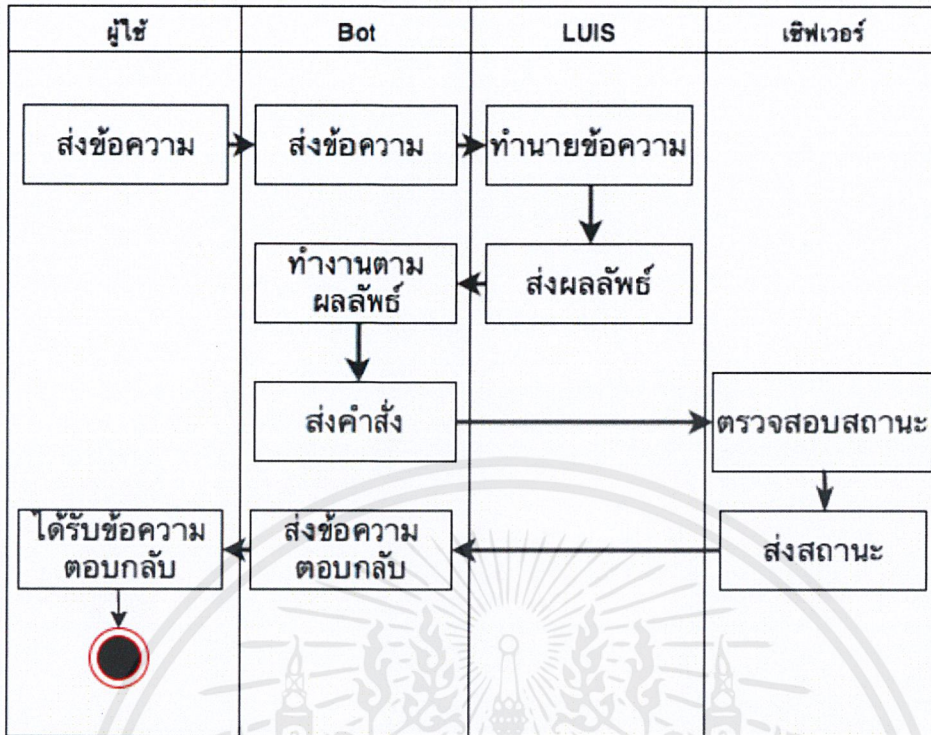 ผู้ใช้
Bot
LUIS
เซิฟเวอร์
ส่งข้อความ
ส่งข้อความ
ทำนายข้อความ
ทำงานตาม
ผลลัพธ์
ส่งผลลัพธ์
ส่งคำสั่ง
ตรวจสอบสถานะ
ได้รับข้อความ
ตอบกลับ
ส่งข้อความ
ตอบกลับ
ส่งสถานะ